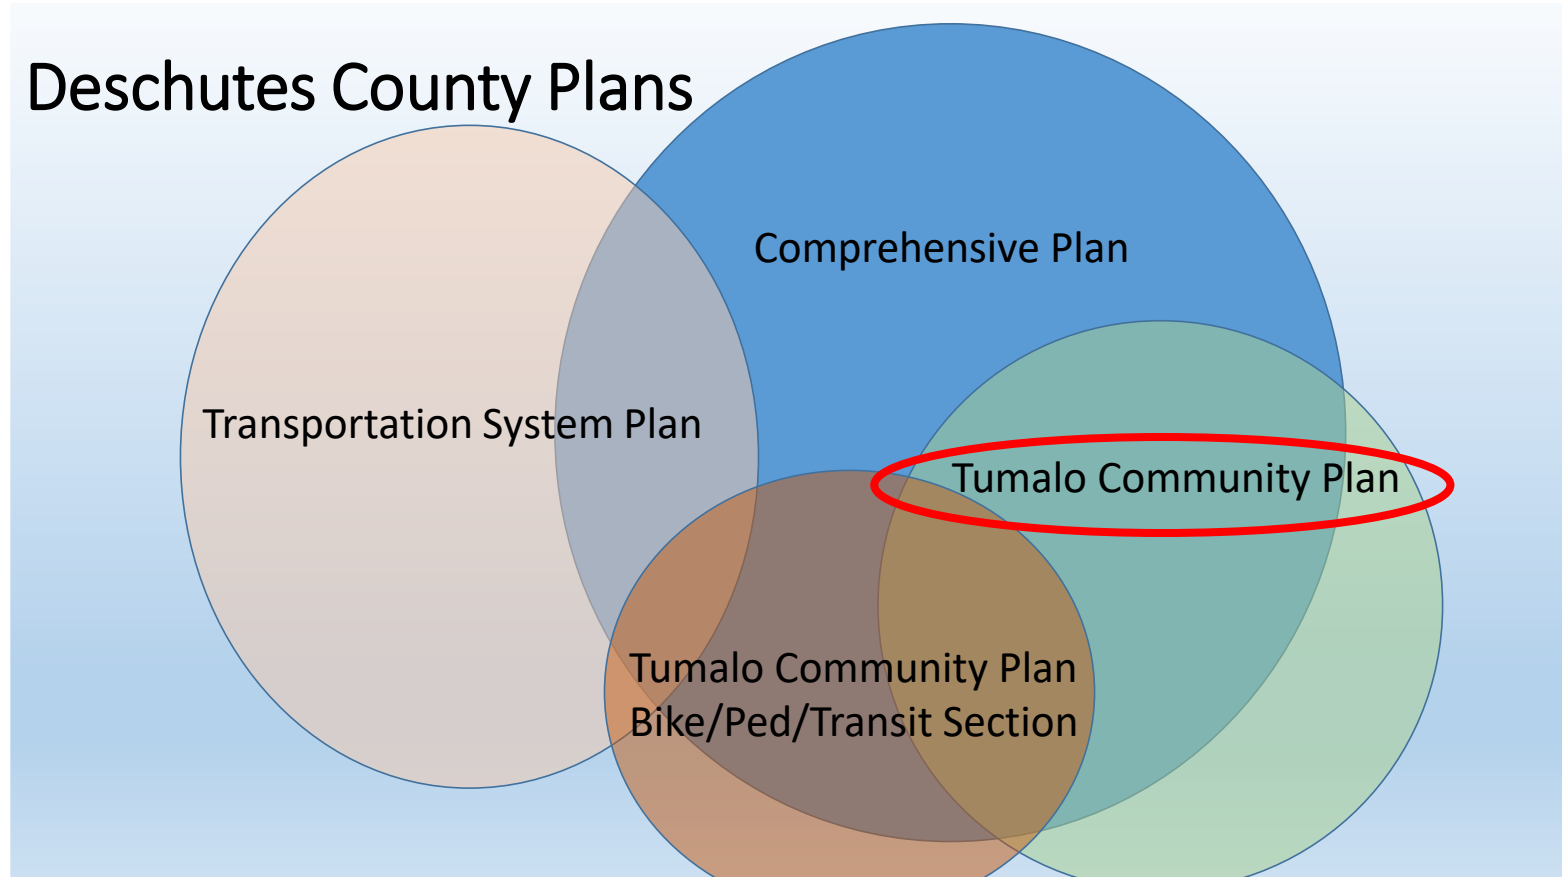 Deschutes County Plans
Comprehensive Plan
Transportation System Plan
Tumalo Community Plan
Tumalo Community Plan
Bike/Ped/Transit Section